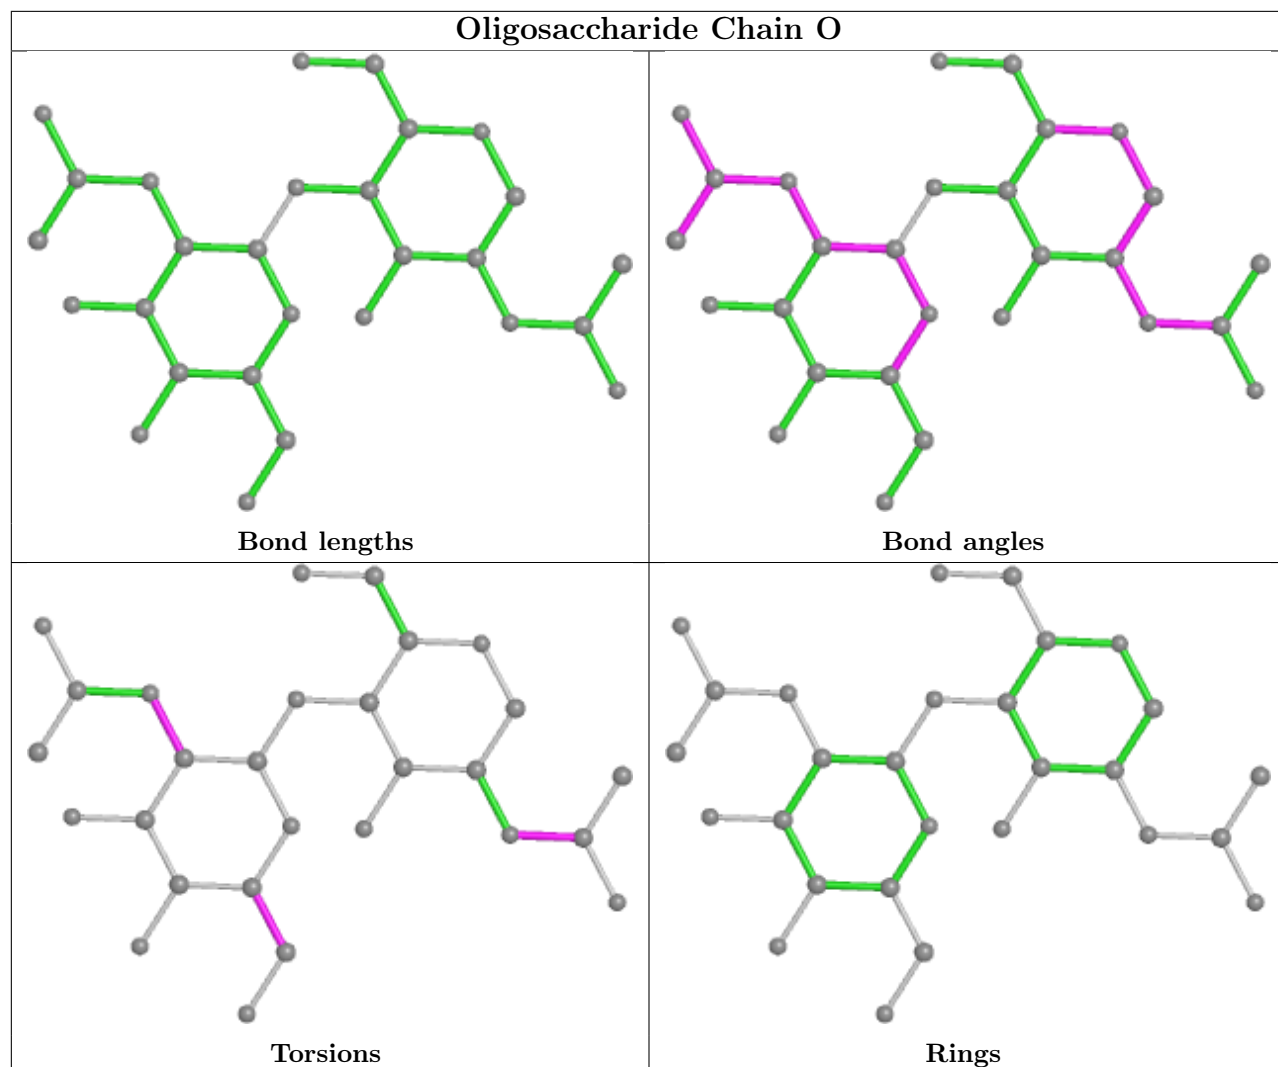 Oligosaccharide Chain O
Bond lengths
Bond angles
Torsions
Rings